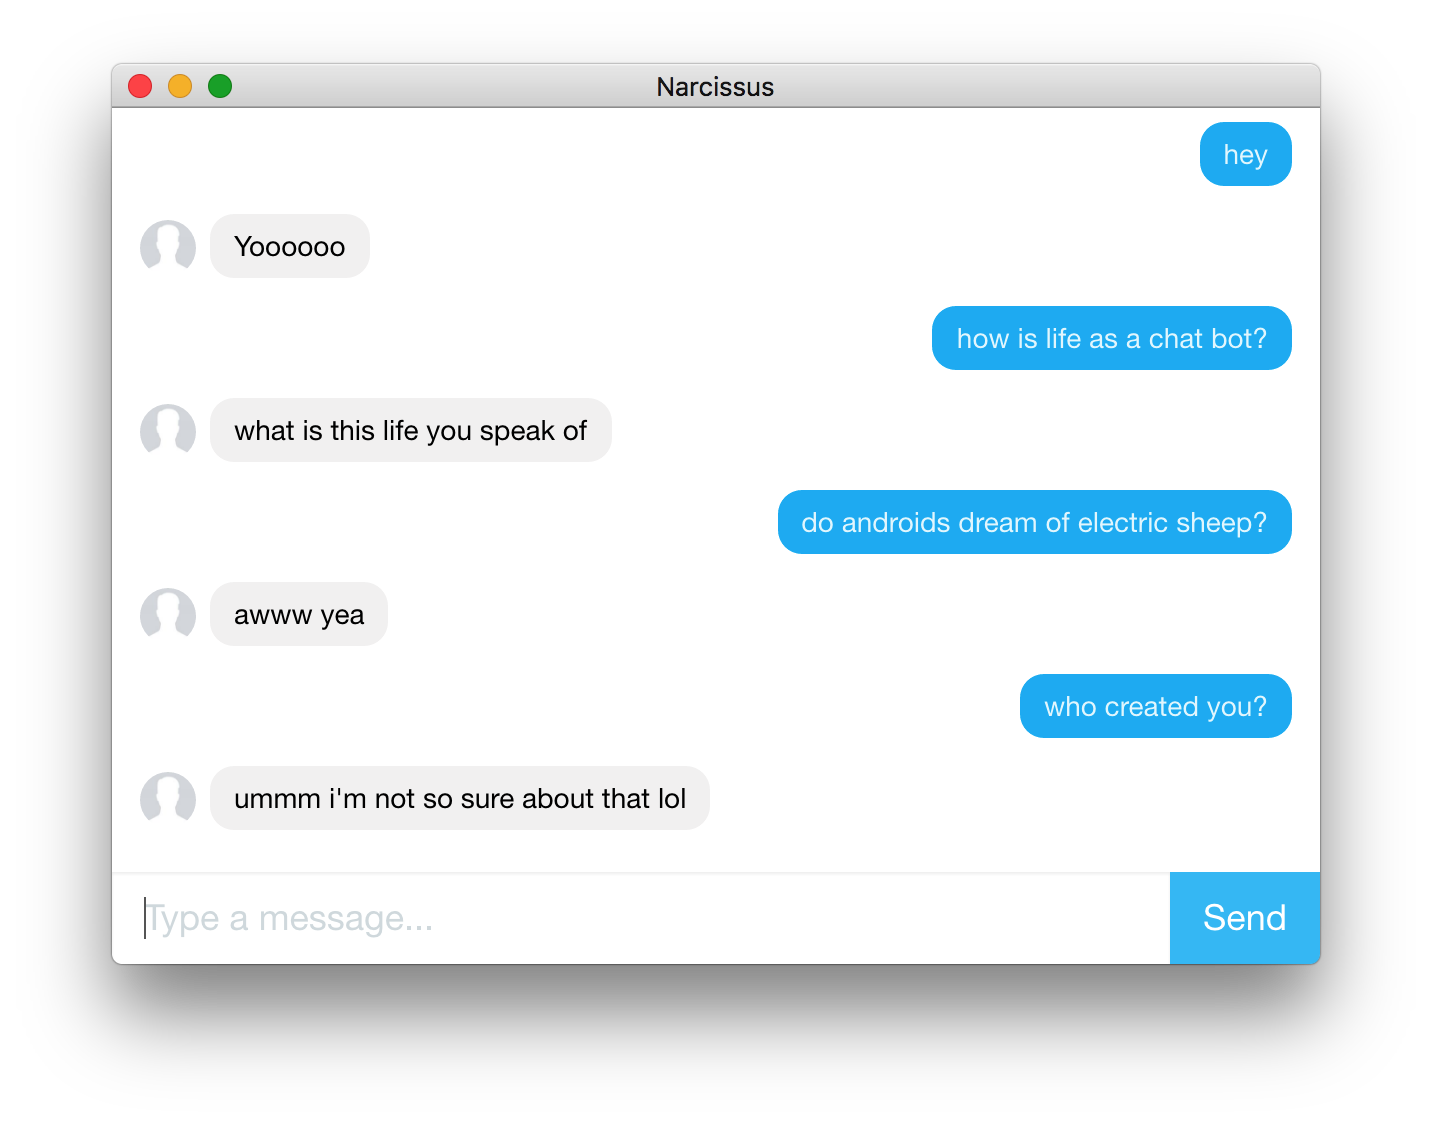 Narcissus
hey
Yoooooo
how is life as a chat bot?
what is this life you speak of
do androids dream of electric sheep?
awww yea
who created you?
ummm i'm not so sure about that lol
Type a message...
Send